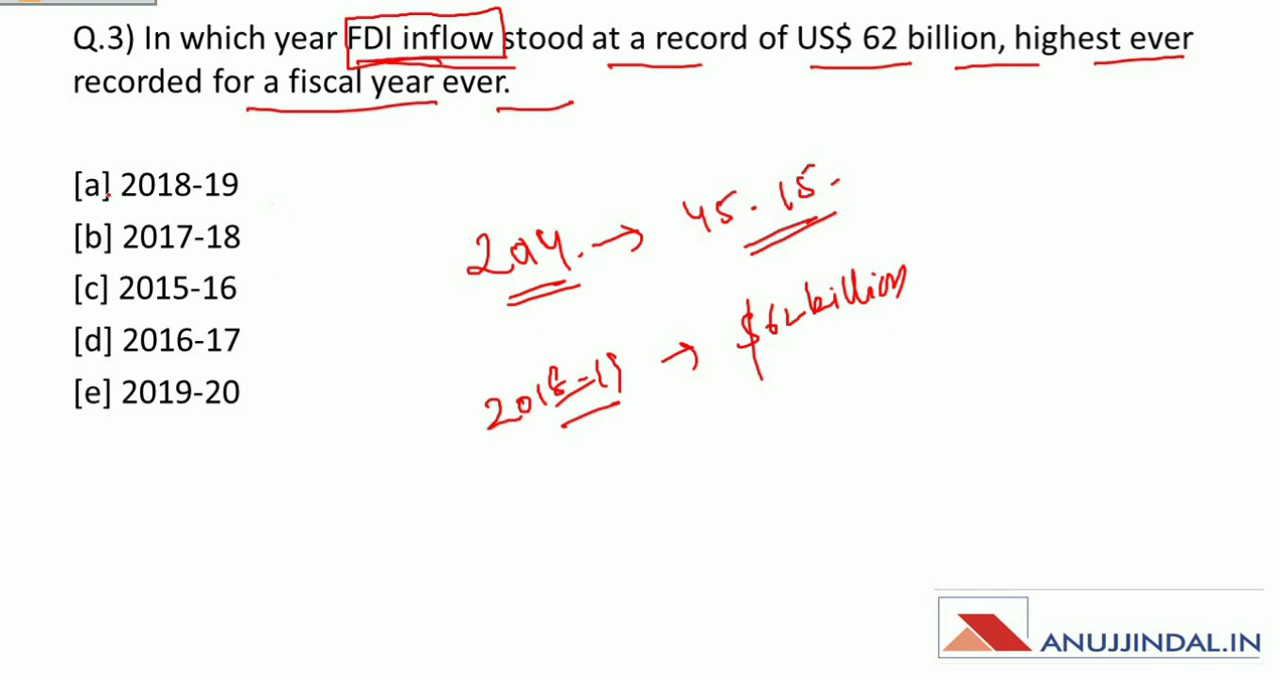 Q.3) In which year FDI inflow stood at a record of US$ 62 billion, highest ever
recorded for a fiscal year ever.
[a] 2018-19
[b] 2017-18
[c] 2015-16
[d] 2016-17
[e] 2019-20
2014. → 45.15.
2018-19 → $62 billion
ANUJJINDAL.IN